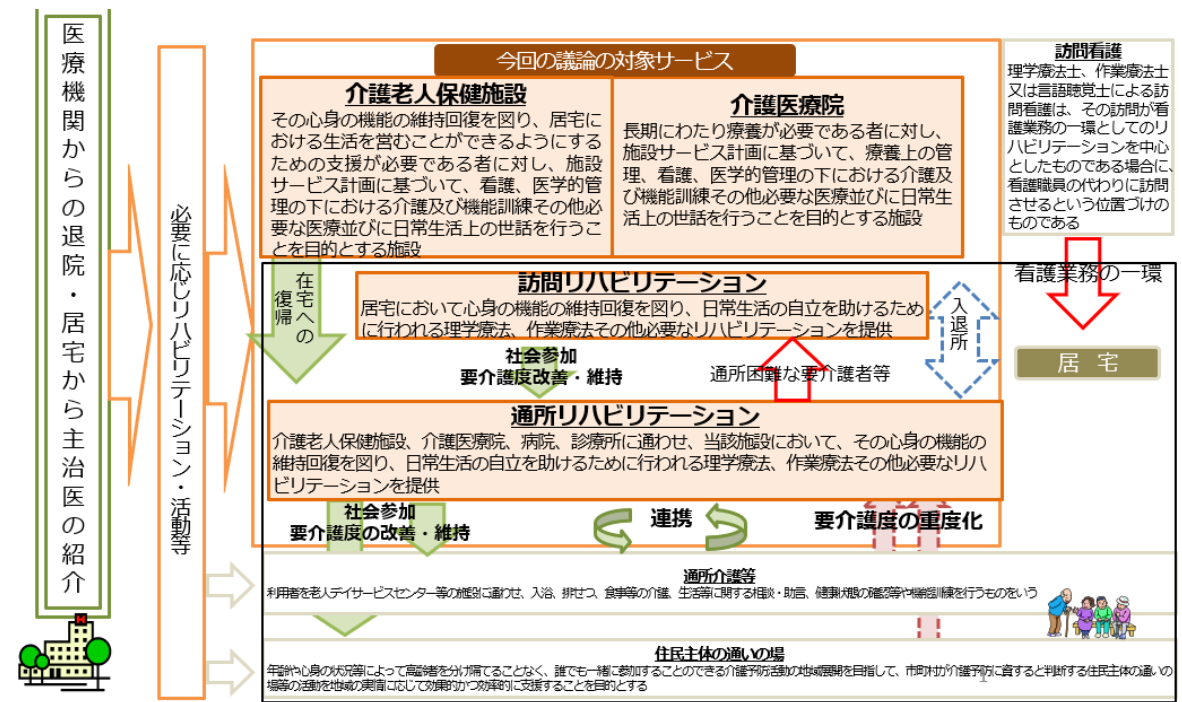 医療機関からの退院・居宅から主治医の紹介
必要に応じリハビリテーション・活動等
今回の議論の対象サービス
介護老人保健施設
その心身の機能の維持回復を図り、居宅に
おける生活を営むことができるようにする
ための支援が必要である者に対し、施設
サービス計画に基づいて、看護、医学的管
理の下における介護及び機能訓練その他必
要な医療並びに日常生活上の世話を行うこ
とを目的とする施設
介護医療院
長期にわたり療養が必要である者に対し、
施設サービス計画に基づいて、療養上の管
理、看護、医学的管理の下における介護及
び機能訓練その他必要な医療並びに日常生
活上の世話を行うことを目的とする施設
訪問看護
理学療法士、作業療法士
又は言語聴覚士による訪
問看護は、その訪問が看
護業務の一環としてのリ
ハビリテーションを中心
としたものである場合に、
看護職員の代わりに訪問
させるという位置づけの
ものである
看護業務の一環
居 宅
在宅への
復帰
訪問リハビリテーション
居宅において心身の機能の維持回復を図り、日常生活の自立を助けるため
に行われる理学療法、作業療法その他必要なリハビリテーションを提供
入退所
社会参加
要介護度改善・維持
通所困難な要介護者等
通所リハビリテーション
介護老人保健施設、介護医療院、病院、診療所に通わせ、当該施設において、その心身の機能の
維持回復を図り、日常生活の自立を助けるために行われる理学療法、作業療法その他必要なリハ
ビリテーションを提供
社会参加
要介護度の改善・維持
連携
要介護度の重度化
通所介護等
利用者を老人デイサービスセンター等の施設に通わせ、入浴、排せつ、食事等の介護、生活等に関する相談・助言、健康状態の確認等や機能訓練を行うものをいう
住民主体の通いの場
年齢や心身の状況等によって高齢者を分け隔てることなく、誰でも一緒に参加することのできる介護予防活動の地域展開を目指して、市町村が介護予防に資すると判断する住民主体の通いの
場等の活動を地域の実情に応じて効果的かつ効率的に支援することを目的とする
1